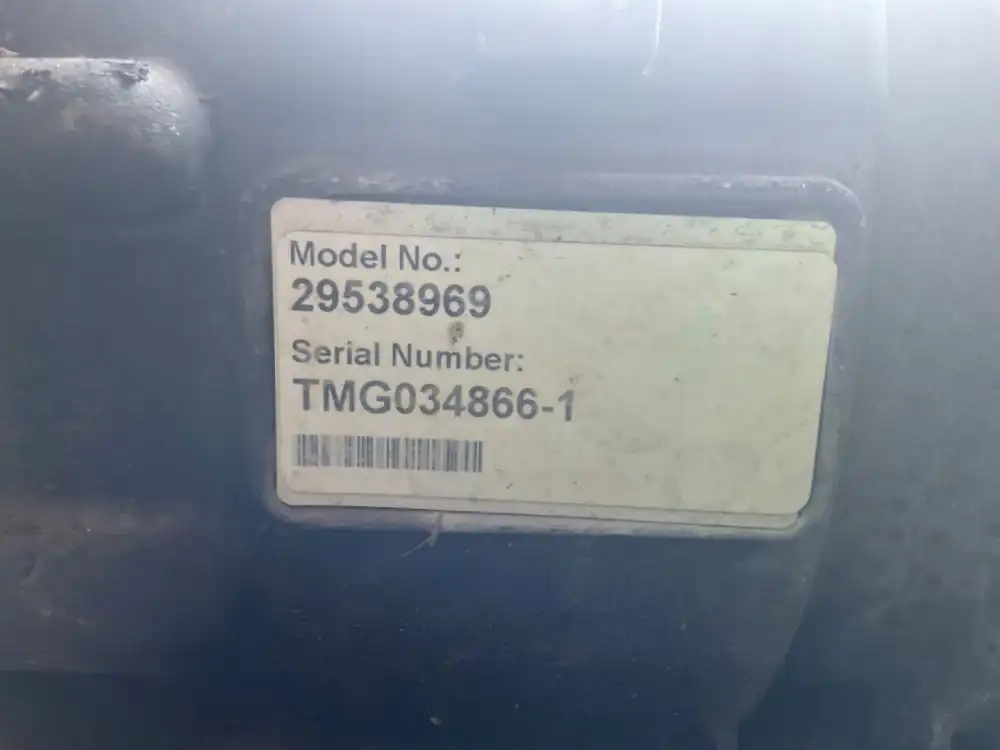 Model No.:
29538969
Serial Number:
TMG034866-1